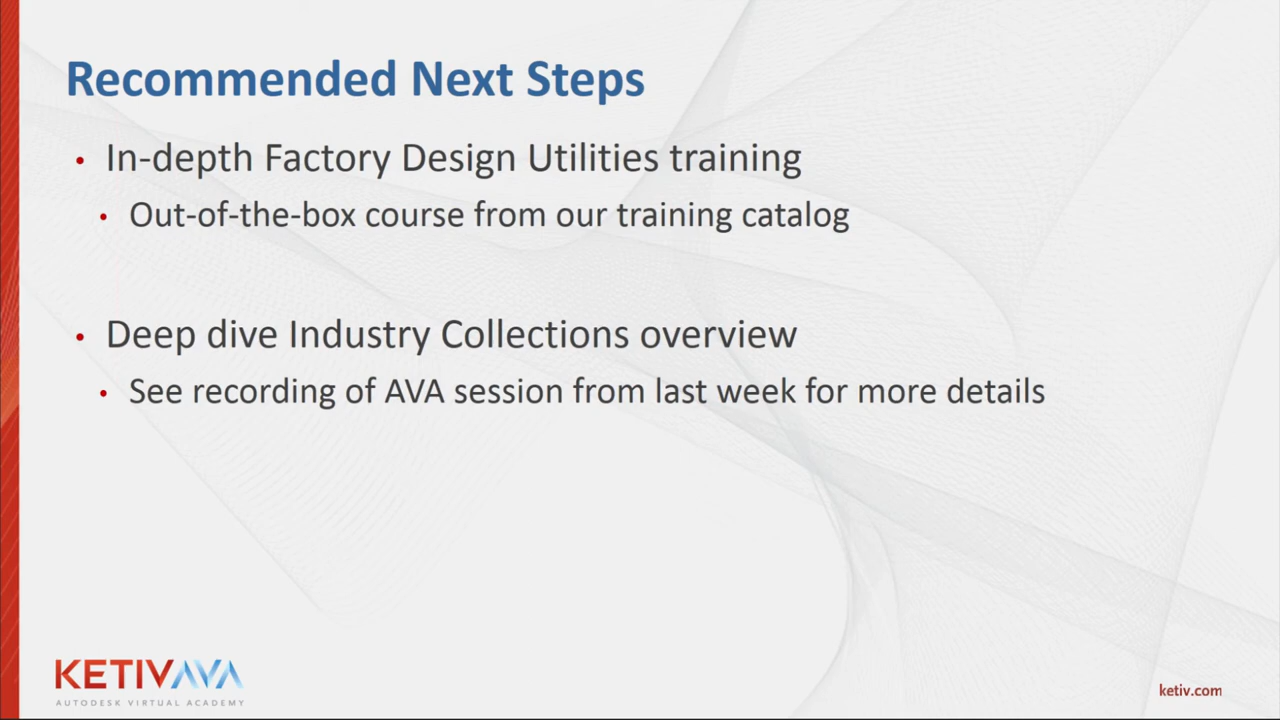 Recommended Next Steps
• In-depth Factory Design Utilities training
• Out-of-the-box course from our training catalog
• Deep dive Industry Collections overview
• See recording of AVA session from last week for more details
KETIVAVA
AUTODESK VIRTUAL ACADEMY
ketiv.com